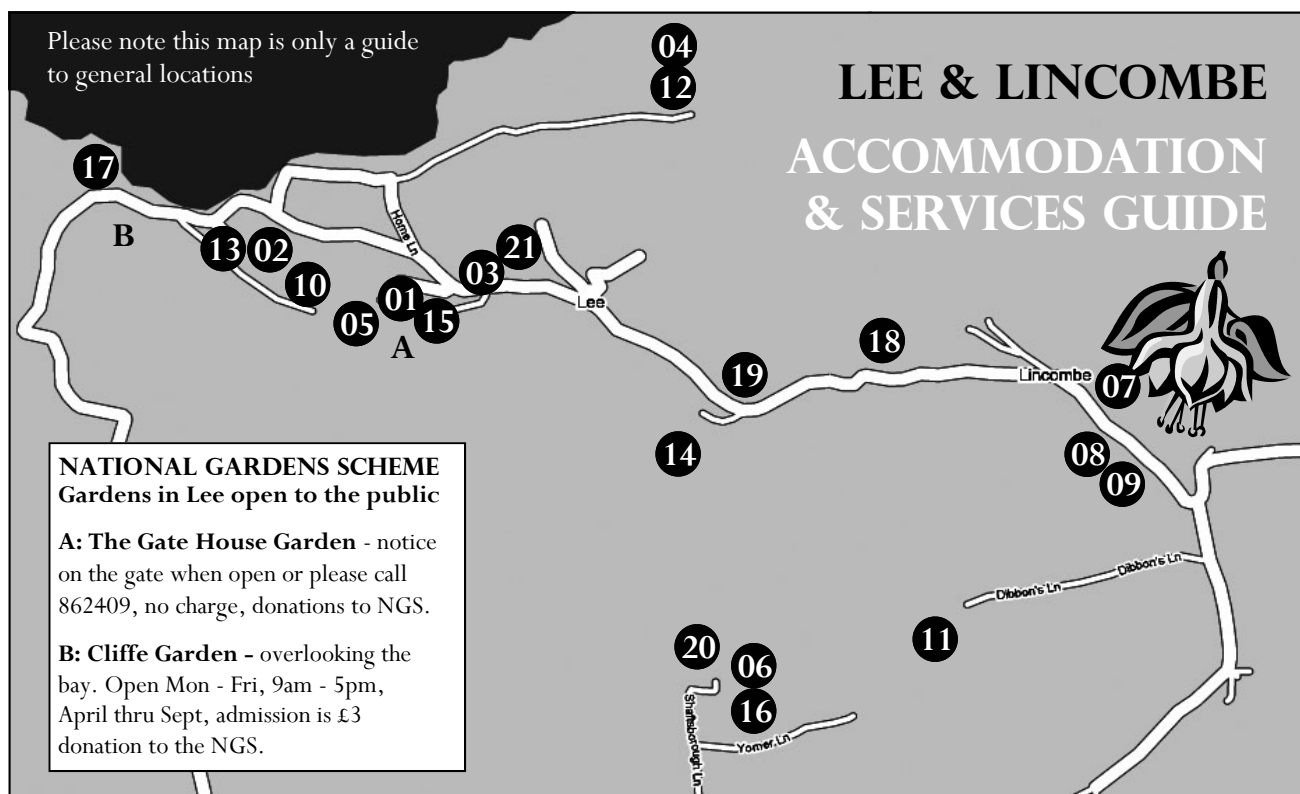 Please note this map is only a guide
to general locations
LEE & LINCOMBE
ACCOMMODATION
& SERVICES GUIDE
04
12
17
B
13
02
10
Home Ln
03
21
01
05
15
A
Lee
19
18
Lincombe
07
14
08
09
Dibbon's Ln
Dibbon's Ln
11
20
06
16
Shaftsborough Ln
Yomer Ln
NATIONAL GARDENS SCHEME
Gardens in Lee open to the public
A: The Gate House Garden - notice
on the gate when open or please call
862409, no charge, donations to NGS.
B: Cliffe Garden – overlooking the
bay. Open Mon - Fri, 9am - 5pm,
April thru Sept, admission is £3
donation to the NGS.